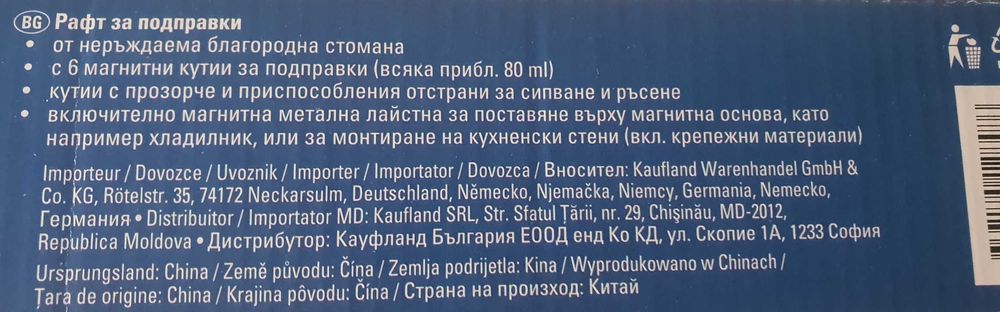 BG Рафт за подправки
• от неръждаема благородна стомана
• с 6 магнитни кутии за подправки (всяка прибл. 80 ml)
• кутии с прозорче и приспособления отстрани за сипване и ръсене
• включително магнитна метална лайстна за поставяне върху магнитна основа, като
например хладилник, или за монтиране на кухненски стени (вкл. крепежни материали)
Importeur / Dovozce / Uvoznik / Importer / Importator / Dovozca / Вносител: Kaufland Warenhandel GmbH &
Co. KG, Rötelstr. 35, 74172 Neckarsulm, Deutschland, Německo, Njemačka, Niemcy, Germania, Nemecko,
Германия • Distribuitor / Importator MD: Kaufland SRL, Str. Sfatul Țării, nr. 29, Chişinău, MD-2012,
Republica Moldova • Дистрибутор: Кауфланд България ЕООД енд Ко КД, ул. Скопие 1А, 1233 София
Ursprungsland: China / Země původu: Čína / Zemlja podrijetla: Kina / Wyprodukowano w Chinach /
Țara de origine: China / Krajina pôvodu: Čína / Страна на произход: Китай